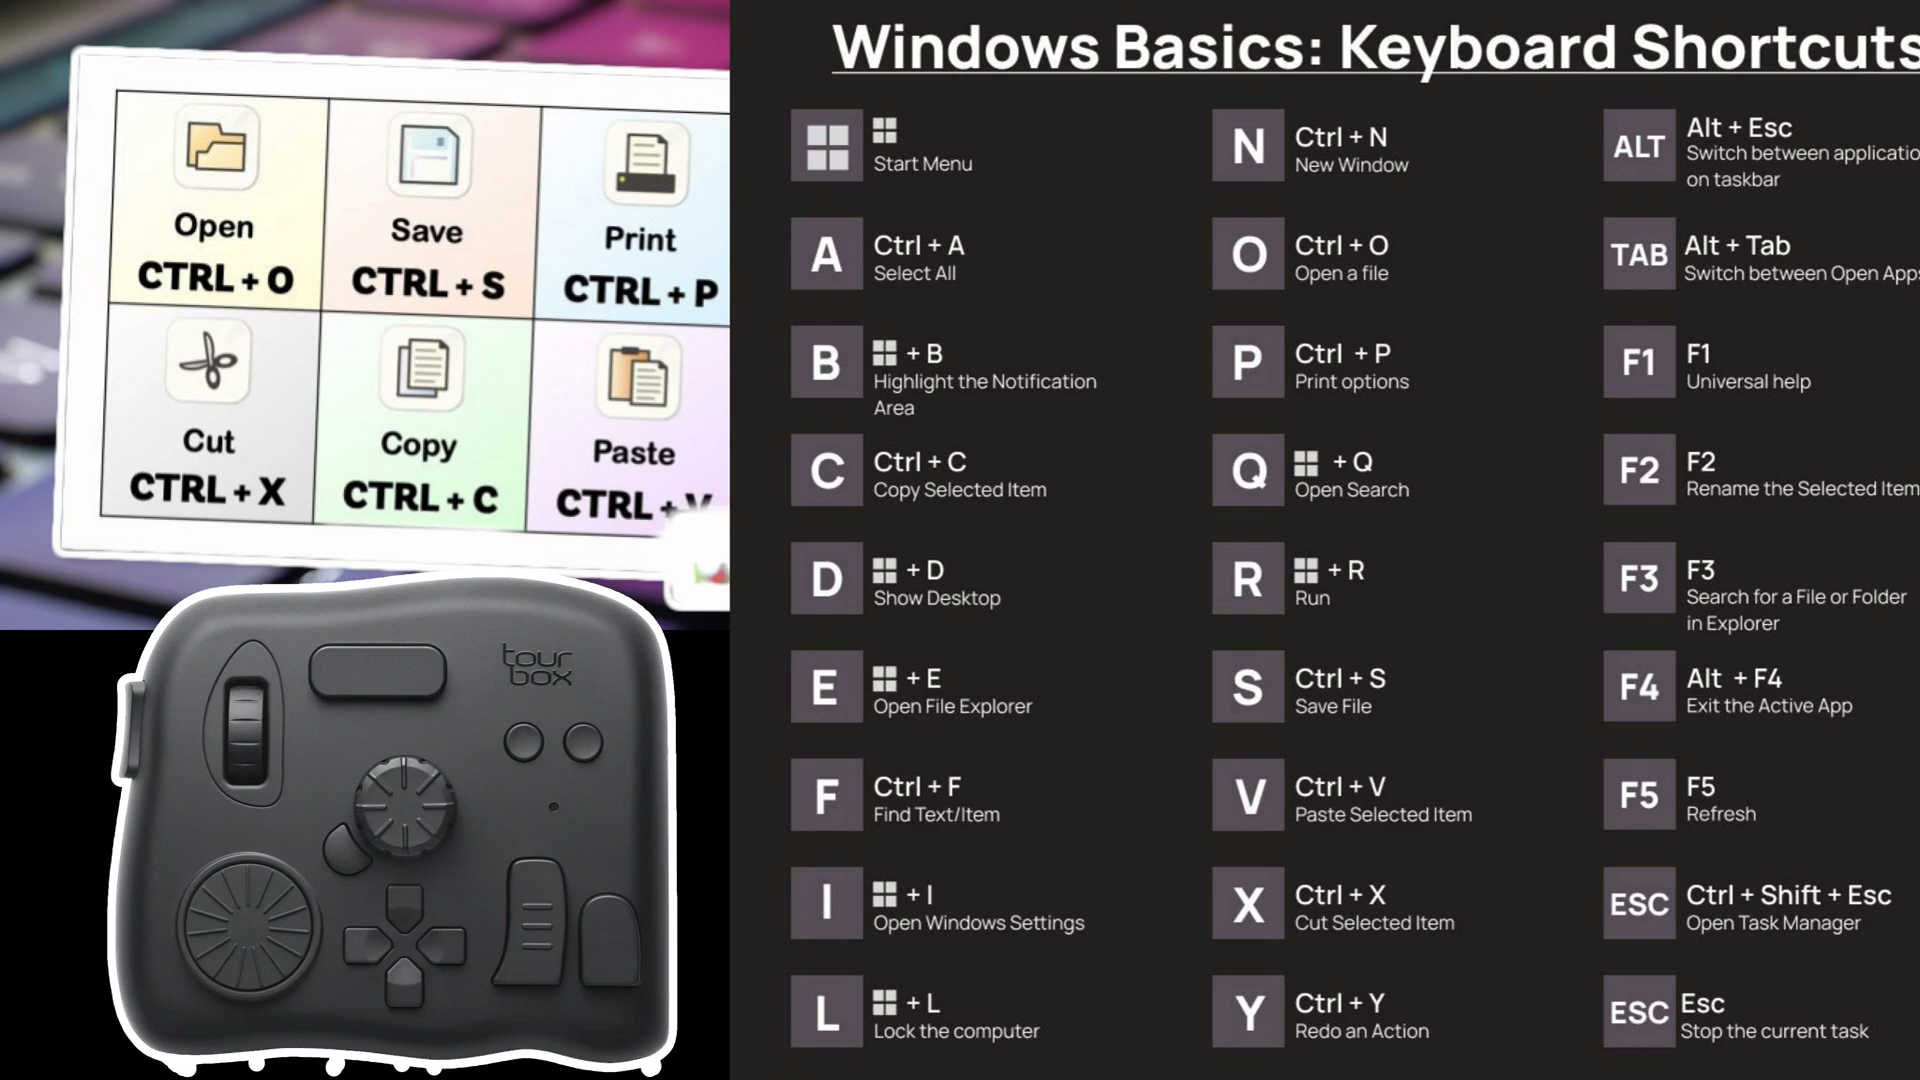 Open
CTRL + O
Save
CTRL + S
Print
CTRL + P
Cut
CTRL + X
Copy
CTRL + C
Paste
CTRL + V
tour
box
Windows Basics: Keyboard Shortcuts
Start Menu
A
Ctrl + A
Select All
B
+ B
Highlight the Notification
Area
C
Ctrl + C
Copy Selected Item
D
+ D
Show Desktop
E
+ E
Open File Explorer
F
Ctrl + F
Find Text/Item
I
+ I
Open Windows Settings
L
+ L
Lock the computer
N
Ctrl + N
New Window
O
Ctrl + O
Open a file
P
Ctrl + P
Print options
Q
+ Q
Open Search
R
+ R
Run
S
Ctrl + S
Save File
V
Ctrl + V
Paste Selected Item
X
Ctrl + X
Cut Selected Item
Y
Ctrl + Y
Redo an Action
ALT
Alt + Esc
Switch between
on taskbar
TAB
Alt + Tab
Switch between Open Apps
F1
F1
Universal help
F2
F2
Rename the Selected Item
F3
F3
Search for a File or Folder
in Explorer
F4
Alt + F4
Exit the Active App
F5
F5
Refresh
ESC
Ctrl + Shift + Esc
Open Task Manager
ESC
Esc
Stop the current task